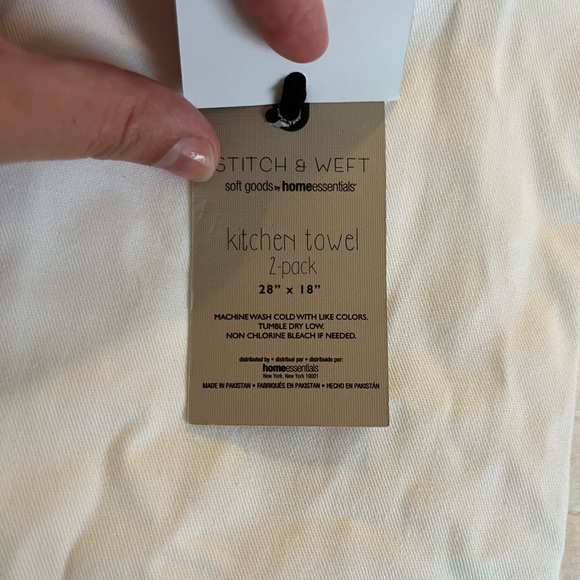 STITCH & WEFT
soft goods by homeessentials™
kitchen towel
2-pack
28” x 18”
MACHINE WASH COLD WITH LIKE COLORS.
TUMBLE DRY LOW.
NON CHLORINE BLEACH IF NEEDED.
distributed by • distribué par • distribuido por:
homeessentials
New York, New York 10001
MADE IN PAKISTAN • FABRIQUÉS EN PAKISTAN • HECHO EN PAKISTÁN